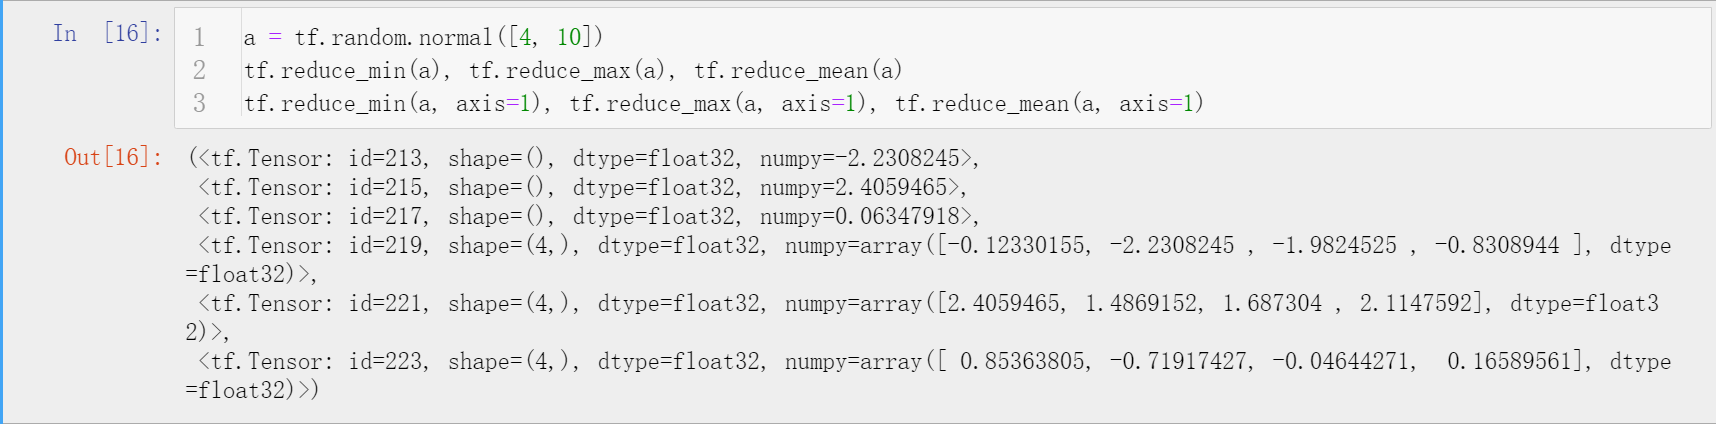 In [16]:
1 a = tf.random.normal([4, 10])
2 tf.reduce_min(a), tf.reduce_max(a), tf.reduce_mean(a)
3 tf.reduce_min(a, axis=1), tf.reduce_max(a, axis=1), tf.reduce_mean(a, axis=1)
Out[16]: (<tf.Tensor: id=213, shape=(), dtype=float32, numpy=-2.2308245>,
<tf.Tensor: id=215, shape=(), dtype=float32, numpy=2.4059465>,
<tf.Tensor: id=217, shape=(), dtype=float32, numpy=0.06347918>,
<tf.Tensor: id=219, shape=(4,), dtype=float32, numpy=array([-0.12330155, -2.2308245 , -1.9824525 , -0.8308944 ], dtype
=float32)>,
<tf.Tensor: id=221, shape=(4,), dtype=float32, numpy=array([2.4059465, 1.4869152, 1.687304 , 2.1147592], dtype=float3
2)>,
<tf.Tensor: id=223, shape=(4,), dtype=float32, numpy=array([ 0.85363805, -0.71917427, -0.04644271,  0.16589561], dtype
=float32)>)